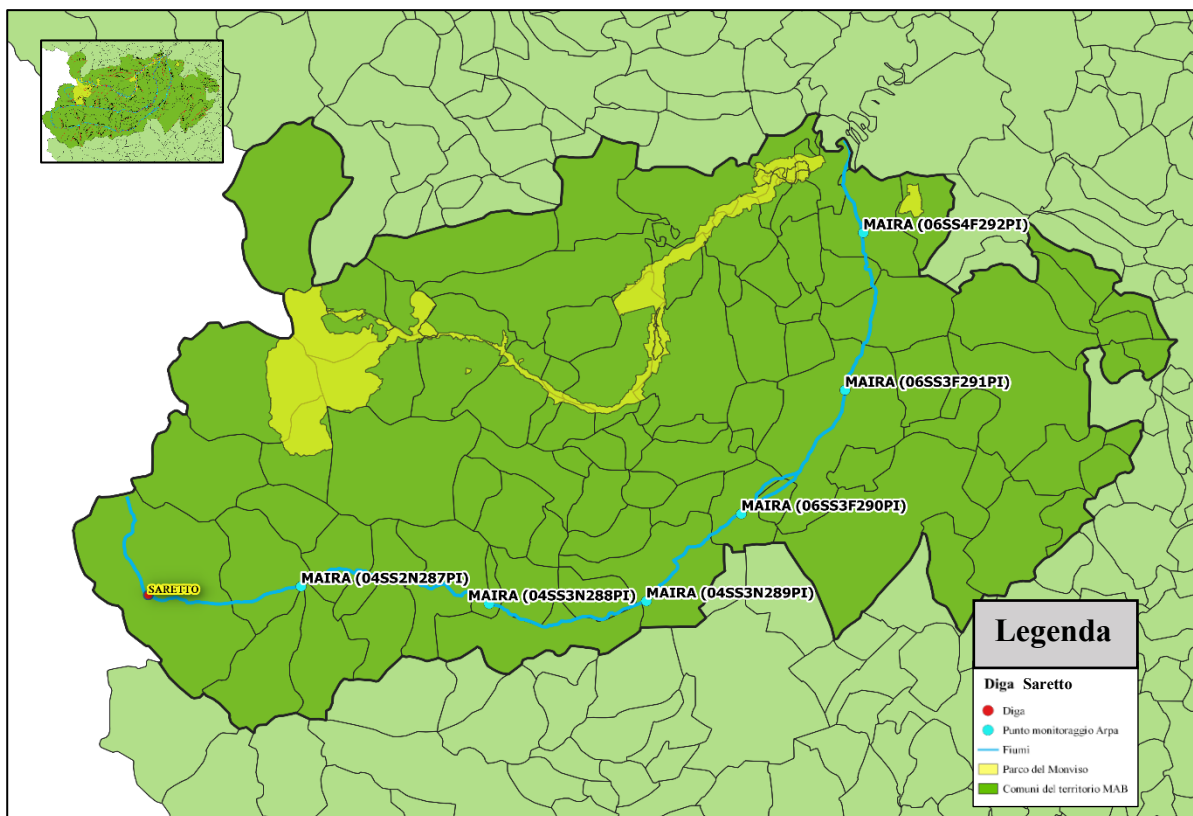 MAIRA (06SS4F292PI)
MAIRA (06SS3F291PI)
MAIRA (06SS3F290PI)
MAIRA (04SS2N287PI)
SARETTO
MAIRA (04SS3N288PI)
MAIRA (04SS3N289PI)
Legenda
Diga Saretto
Diga
Punto monitoraggio Arpa
Fiumi
Parco del Monviso
Comuni del territorio MAB